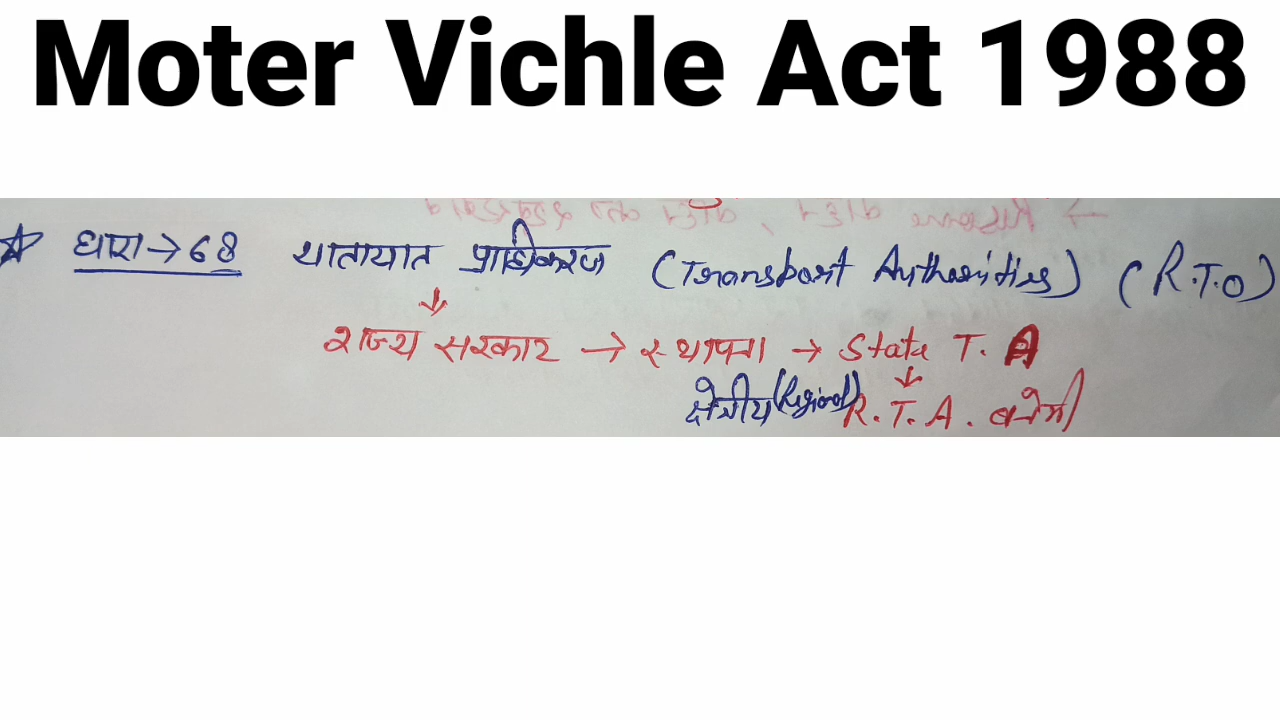 Moter Vichle Act 1988
☆ धारा → 68 यातायात प्राधिकरण (Transport Authorities) (R.T.O)
↓
राज्य सरकार → स्थापना → State T. A
↓
क्षेत्रीय (Regional) R.T.A. बनेगी